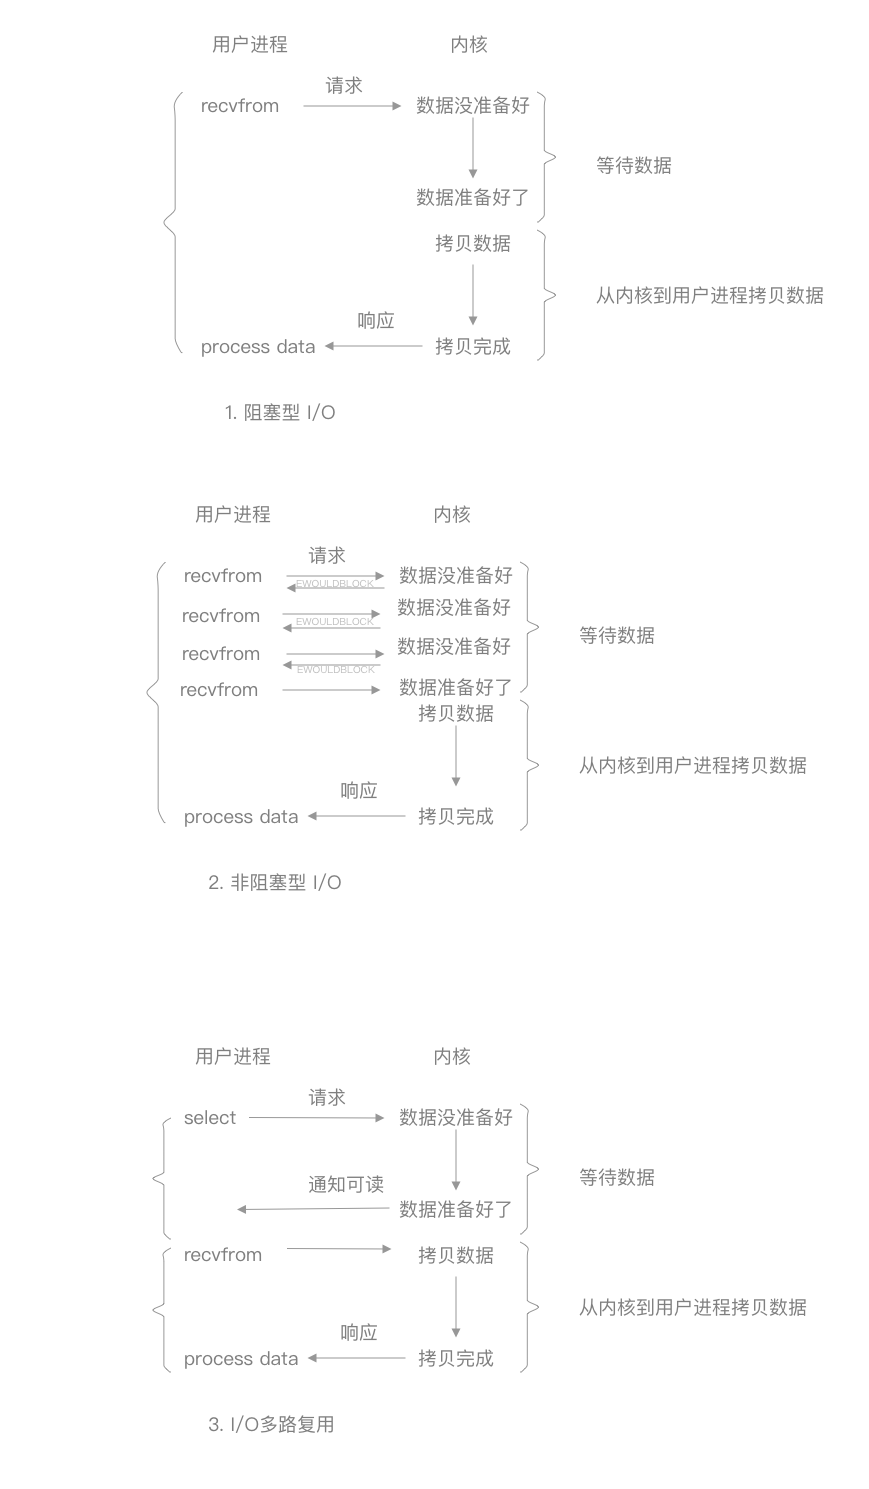 用户进程 内核
请求
recvfrom 数据没准备好
等待数据
数据准备好了
拷贝数据
从内核到用户进程拷贝数据
响应
process data 拷贝完成
1. 阻塞型 I/O
用户进程 内核
请求
recvfrom 数据没准备好
EWOULDBLOCK
recvfrom 数据没准备好
EWOULDBLOCK
等待数据
recvfrom 数据没准备好
EWOULDBLOCK
recvfrom 数据准备好了
拷贝数据
从内核到用户进程拷贝数据
响应
process data 拷贝完成
2. 非阻塞型 I/O
用户进程 内核
请求
select 数据没准备好
等待数据
通知可读
数据准备好了
recvfrom 拷贝数据
从内核到用户进程拷贝数据
响应
process data 拷贝完成
3. I/O多路复用